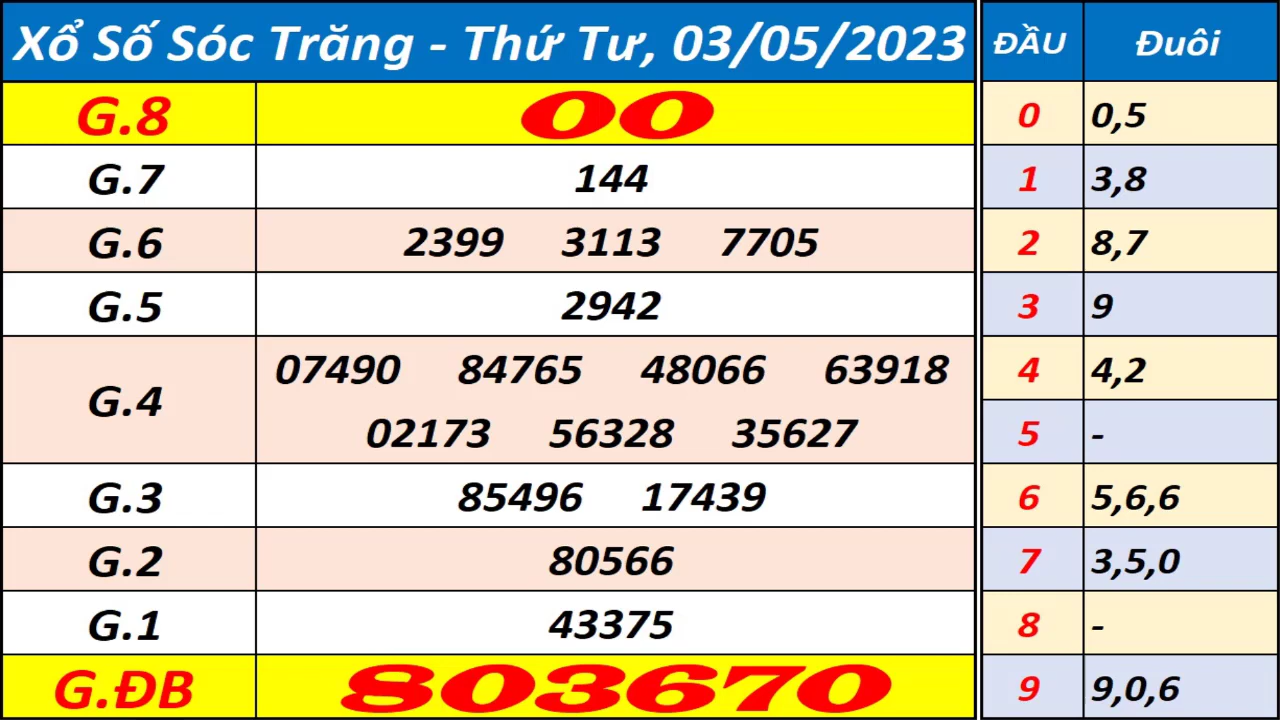 Xổ Số Sóc Trăng - Thứ Tư, 03/05/2023
G.8 00
G.7 144
G.6 2399 3113 7705
G.5 2942
G.4 07490 84765 48066 63918
02173 56328 35627
G.3 85496 17439
G.2 80566
G.1 43375
G.ĐB 803670
ĐẦU Đuôi
0 0,5
1 3,8
2 8,7
3 9
4 4,2
5 -
6 5,6,6
7 3,5,0
8 -
9 9,0,6